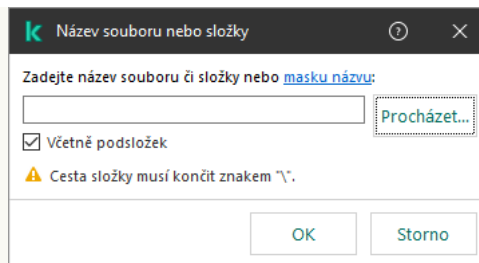 Název souboru nebo složky
Zadejte název souboru či složky nebo masku názvu:
Procházet...
Včetně podsložek
Cesta složky musí končit znakem "\".
OK
Storno